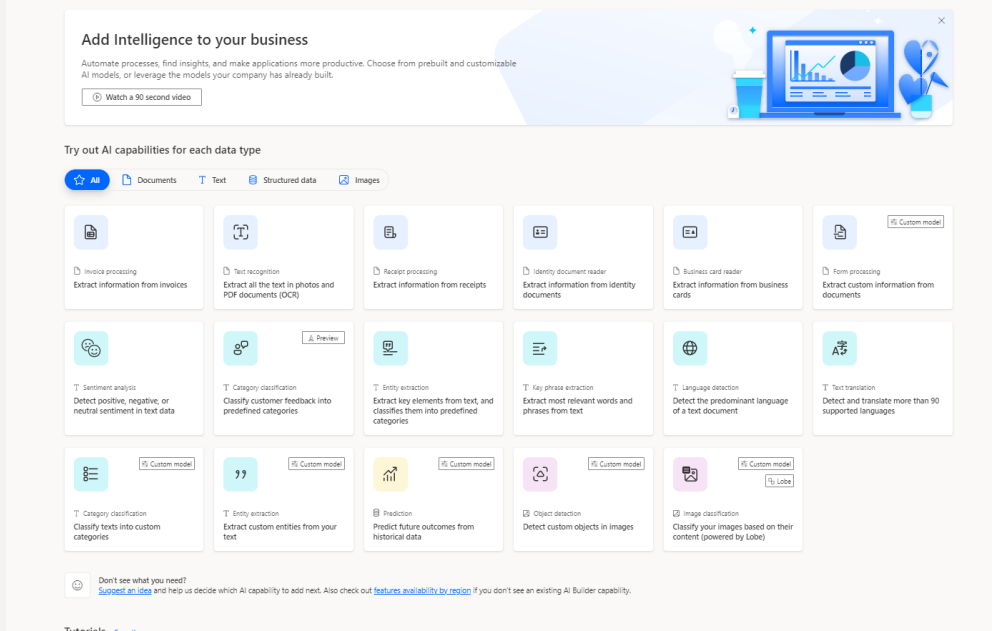 Add Intelligence to your business
Automate processes, find insights, and make applications more productive. Choose from prebuilt and customizable
AI models, or leverage the models your company has already built.
Watch a 90 second video
Try out AI capabilities for each data type
All
Documents
Text
Structured data
Images
Invoice processing
Extract information from invoices
Text recognition
Extract all the text in photos and
PDF documents (OCR)
Receipt processing
Extract information from receipts
Identity document reader
Extract information from identity
documents
Business card reader
Extract information from business
cards
Custom model
Form processing
Extract custom information from
documents
Sentiment analysis
Detect positive, negative, or
neutral sentiment in text data
Preview
Category classification
Classify customer feedback into
predefined categories
Entity extraction
Extract key elements from text, and
classifies them into predefined
categories
Key phrase extraction
Extract most relevant words and
phrases from text
Language detection
Detect the predominant language
of a text document
Text translation
Detect and translate more than 90
supported languages
Custom model
Category classification
Classify texts into custom
categories
Custom model
Entity extraction
Extract custom entities from your
text
Custom model
Prediction
Predict future outcomes from
historical data
Custom model
Object detection
Detect custom objects in images
Custom model
Lobe
Image classification
Classify your images based on their
content (powered by Lobe)
Don't see what you need?
Suggest an idea and help us decide which AI capability to add next. Also check out features availability by region if you don't see an existing AI Builder capability.
Tutorials